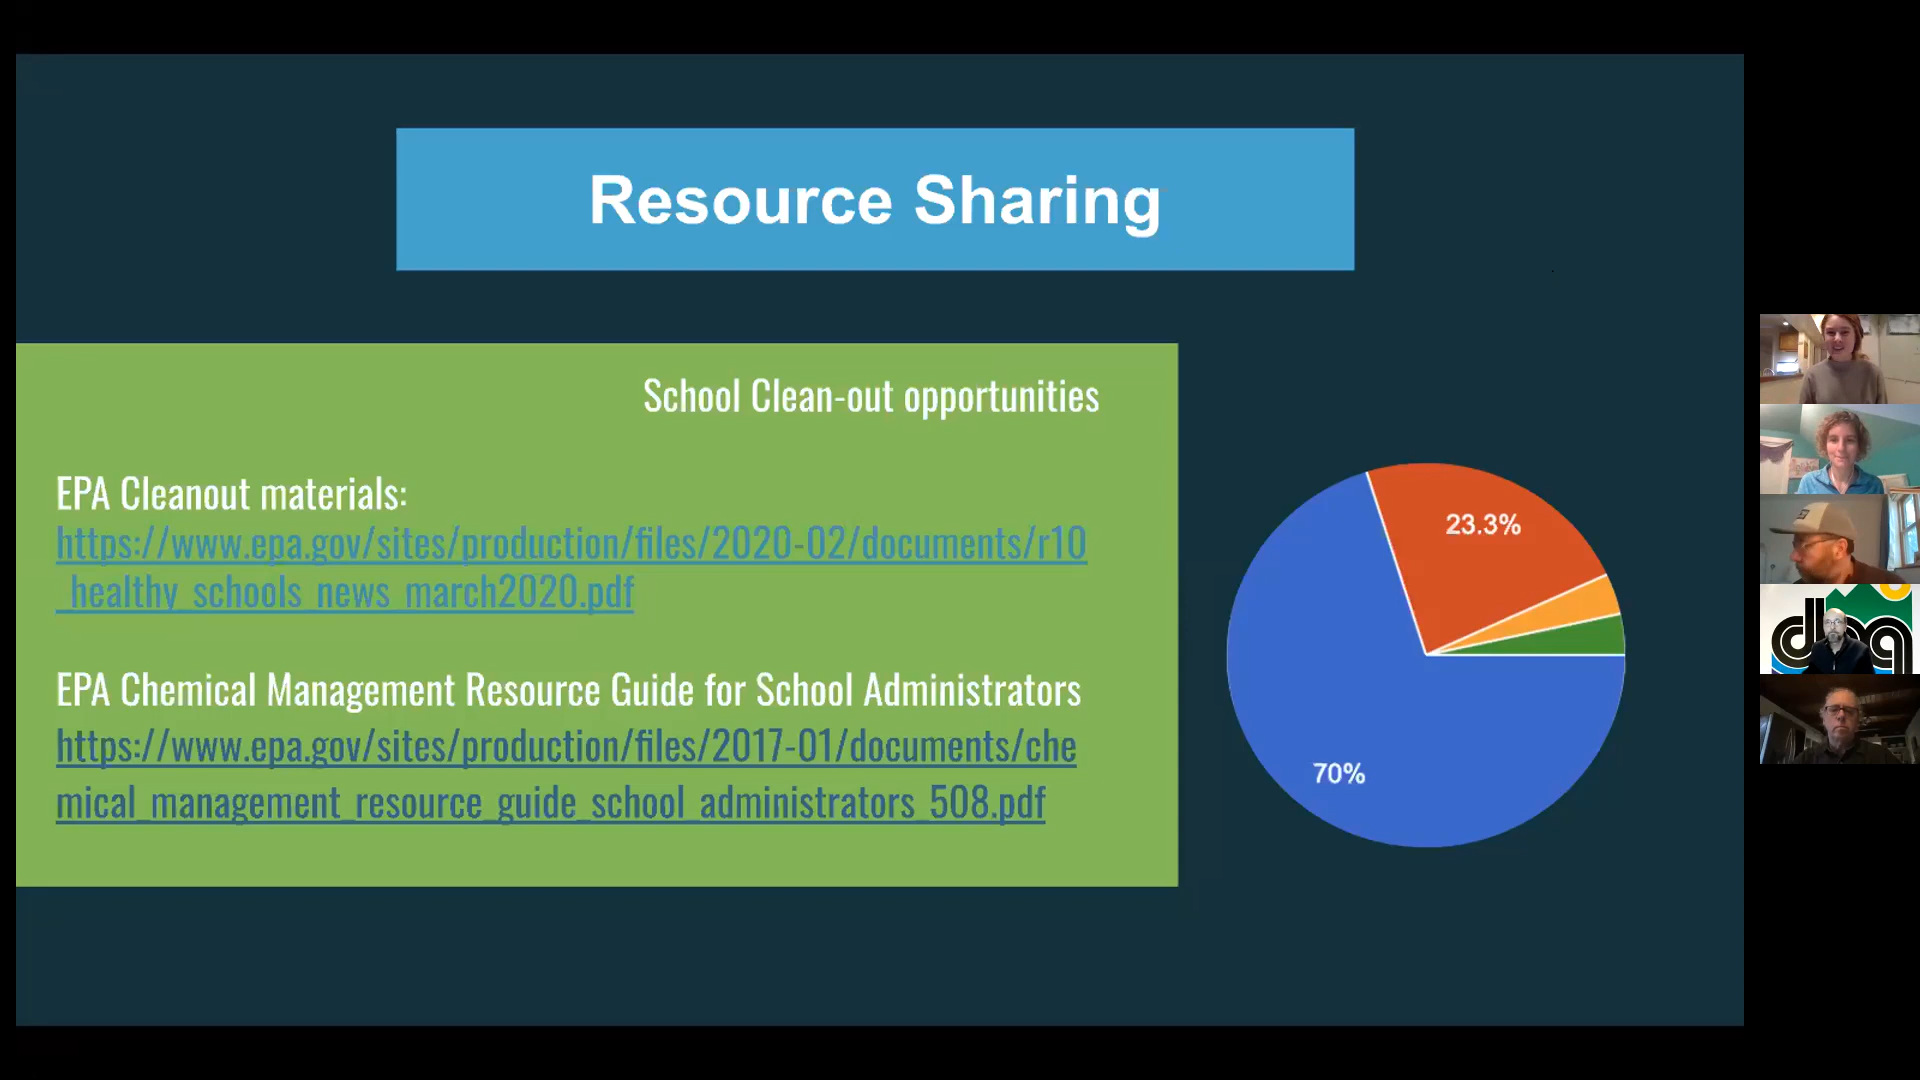 Resource Sharing
School Clean-out opportunities
EPA Cleanout materials:
https://www.epa.gov/sites/production/files/2020-02/documents/r10
_healthy_schools_news_march2020.pdf
EPA Chemical Management Resource Guide for School Administrators
https://www.epa.gov/sites/production/files/2017-01/documents/che
mical_management_resource_guide_school_administrators_508.pdf
23.3%
70%